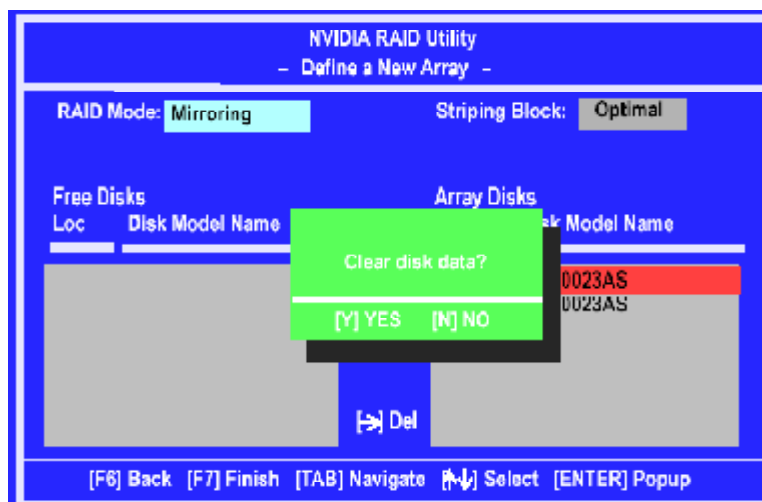 NVIDIA RAID Utility
- Define a New Array -
RAID Mode: Mirroring
Striping Block: Optimal
Free Disks
Array Disks
Loc Disk Model Name
Model Name
Clear disk data?
[Y] YES [N] NO
0023AS
0023AS
[→] Del
[F6] Back [F7] Finish [TAB] Navigate [↑↓] Select [ENTER] Popup